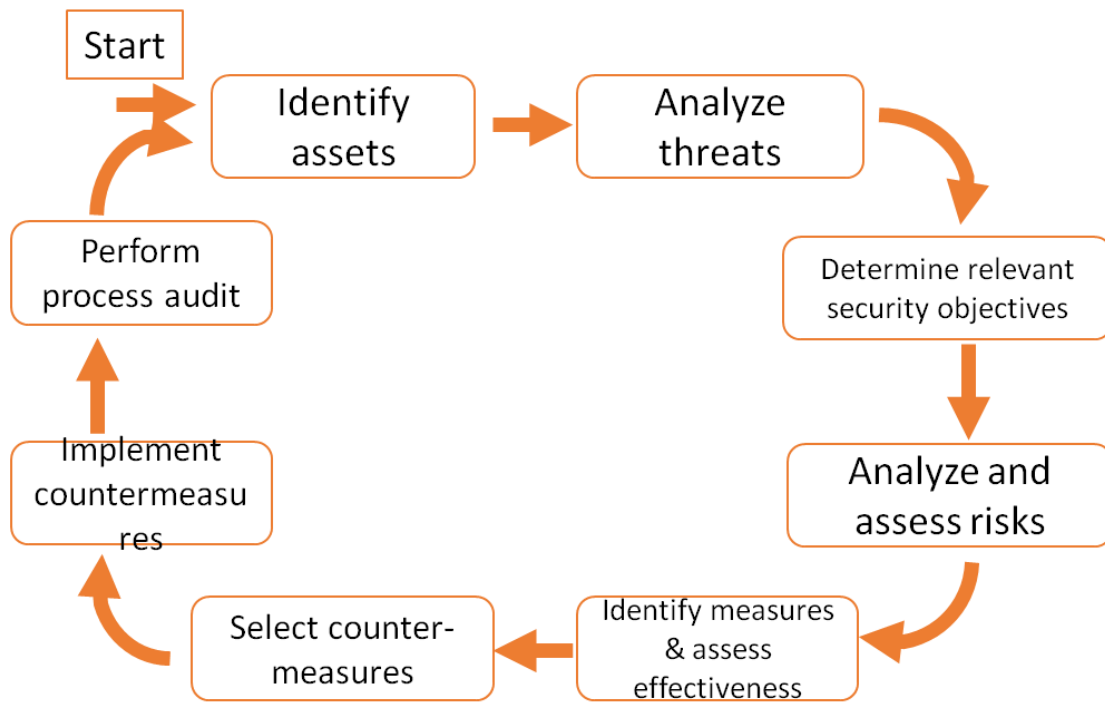 Start
Identify
assets
Analyze
threats
Determine relevant
security objectives
Analyze and
assess risks
Identify measures
& assess
effectiveness
Select counter-
measures
Implement
countermeasu
res
Perform
process audit